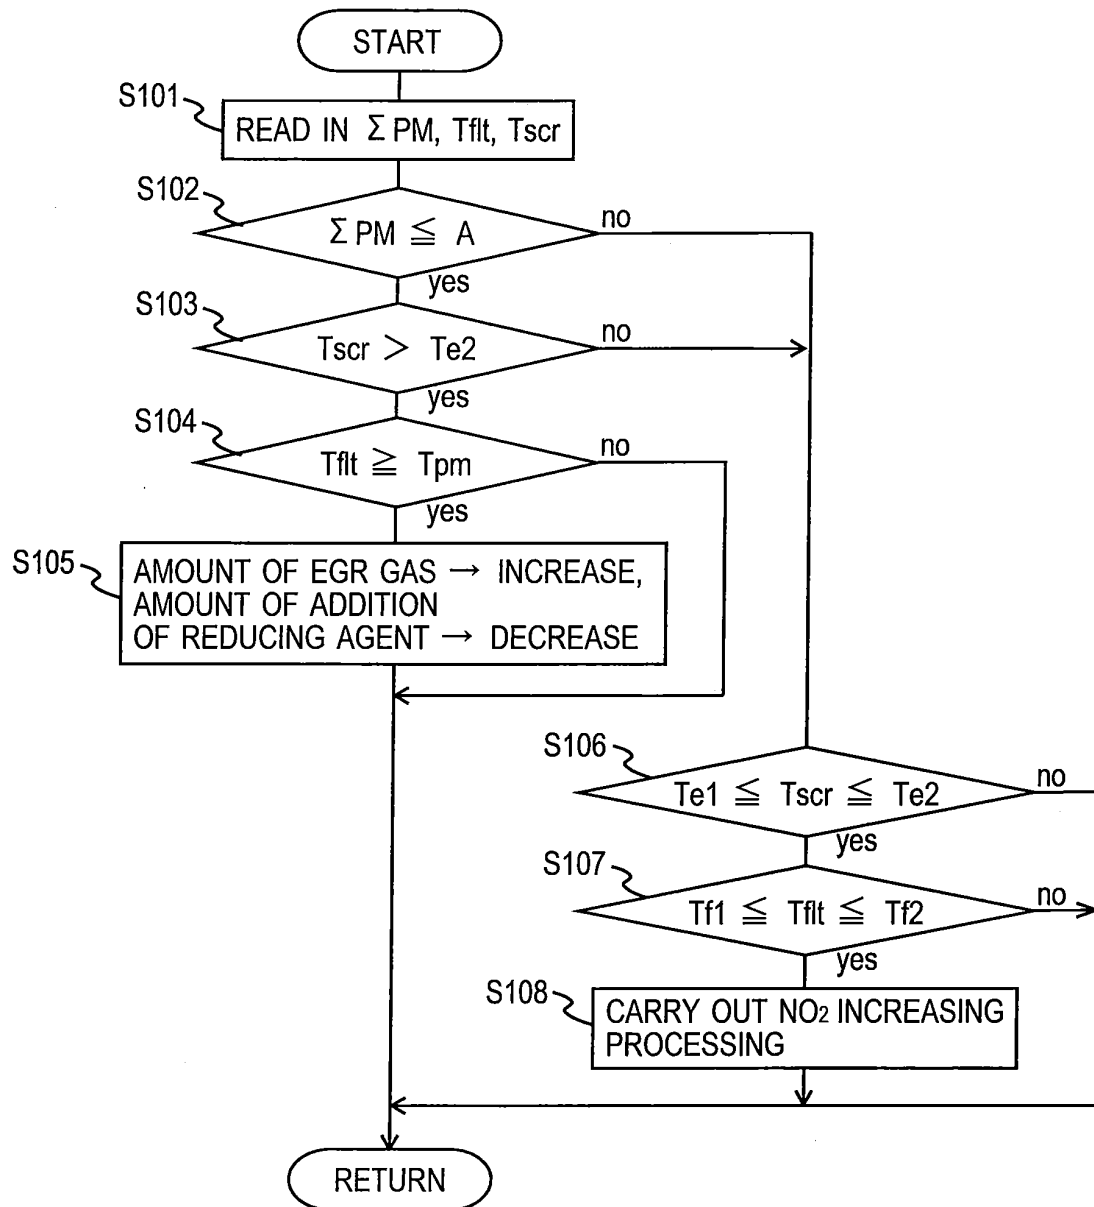 START
S101
READ IN Σ PM, Tflt, Tscr
S102
Σ PM ≦ A
no
yes
S103
Tscr > Te2
no
yes
S104
Tflt ≧ Tpm
no
yes
S105
AMOUNT OF EGR GAS → INCREASE,
AMOUNT OF ADDITION
OF REDUCING AGENT → DECREASE
S106
Te1 ≦ Tscr ≦ Te2
no
yes
S107
Tf1 ≦ Tflt ≦ Tf2
no
yes
S108
CARRY OUT NO2 INCREASING
PROCESSING
RETURN